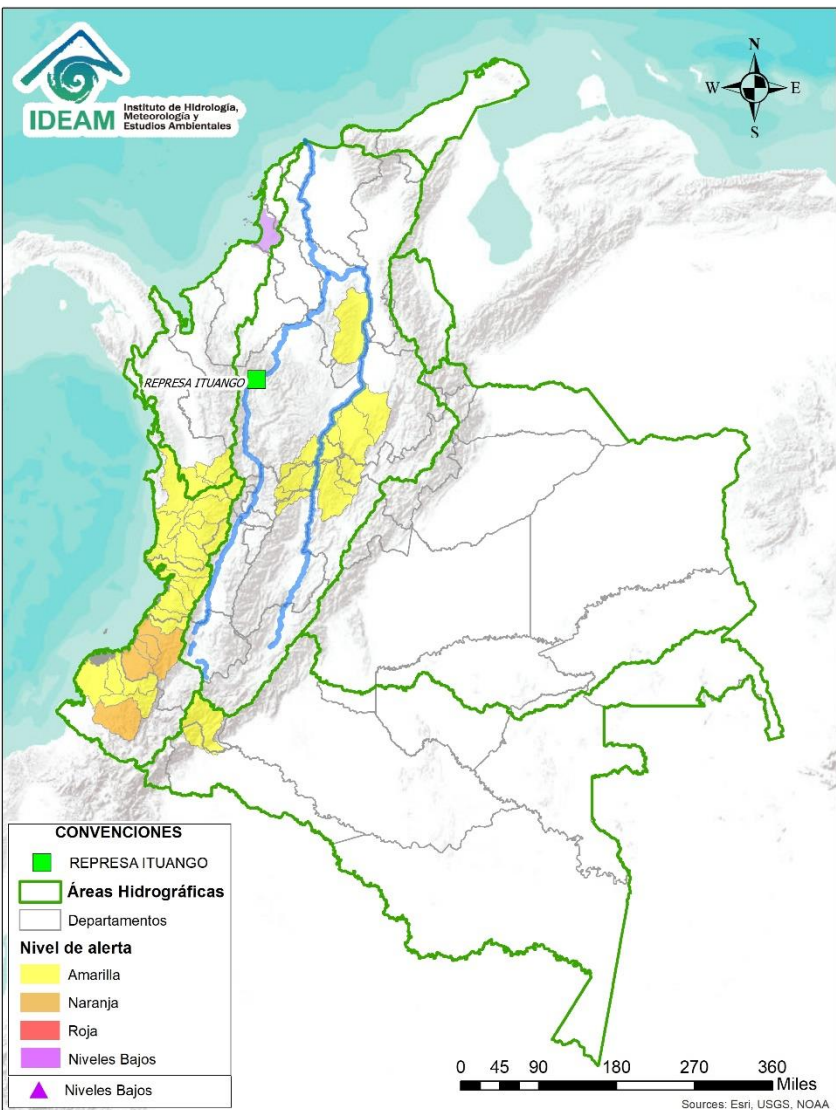 IDEAM
Instituto de Hidrología,
Meteorología y
Estudios Ambientales
N
W
E
S
REPRESA ITUANGO
CONVENCIONES
REPRESA ITUANGO
Áreas Hidrográficas
Departamentos
Nivel de alerta
Amarilla
Naranja
Roja
Niveles Bajos
Niveles Bajos
0 45 90 180 270 360
Miles
Sources: Esri, USGS, NOAA